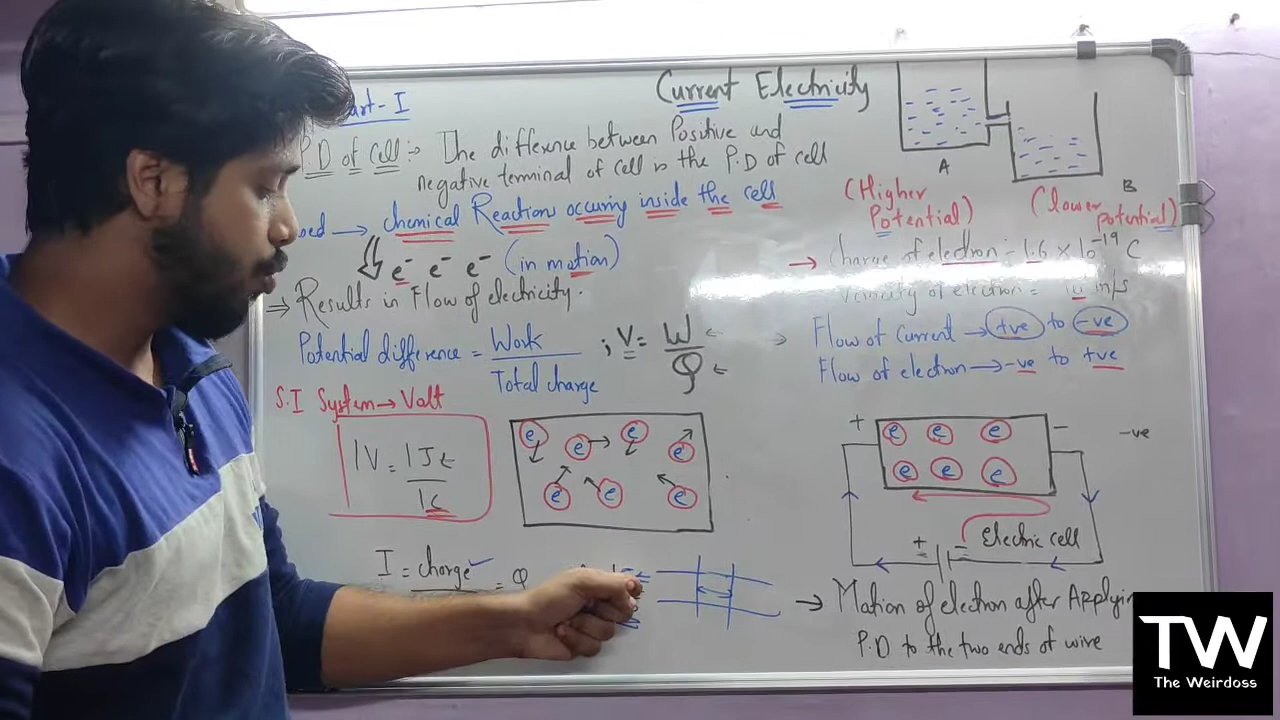 art-I
Current Electricity
P.D of cell :- The diffience between Positive and
negative terminal of cell is the P.D of cell
chemical Reactions occuring inside the cell
e- e- e- (in motion)
⇒ Results in Flow of electricity.
Potential difference = Work / Total charge ; V = W / Q
S.I System → Volt
1V = 1J / 1C
e e e e e e e
I = charge = Q
A
B
(Higher Potential)
(lower potential)
→ Charge of electron = 1.6 × 10^-19 C
velocity of electron = m/s
Flow of Current → +ve to -ve
Flow of electron → -ve to +ve
+ - -ve
e e e
e e e
+ - Electric cell
→ Mation of electron after Applyin
P.D to the two ends of wire
TW
The Weirdoss